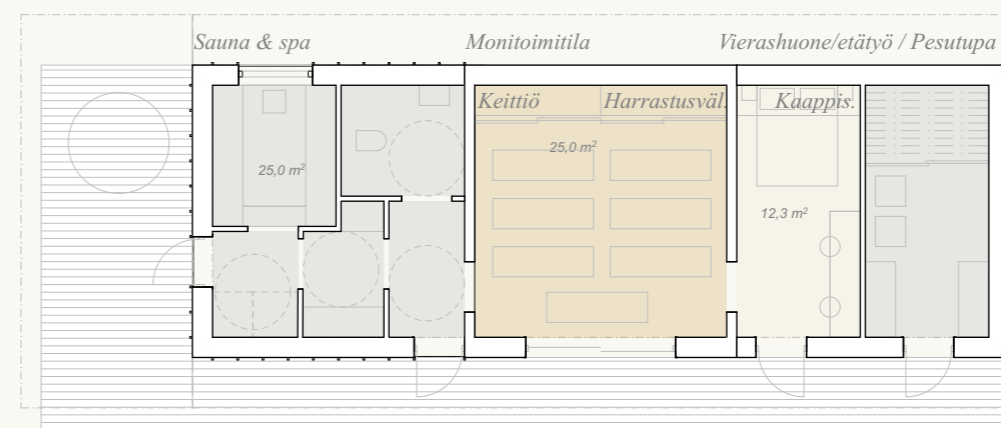 Sauna & spa
Monitoimitila
Vierashuone/etätyö / Pesutupa
Keittiö
Harrastusväl.
Kaappis.
25,0 m²
25,0 m²
12,3 m²